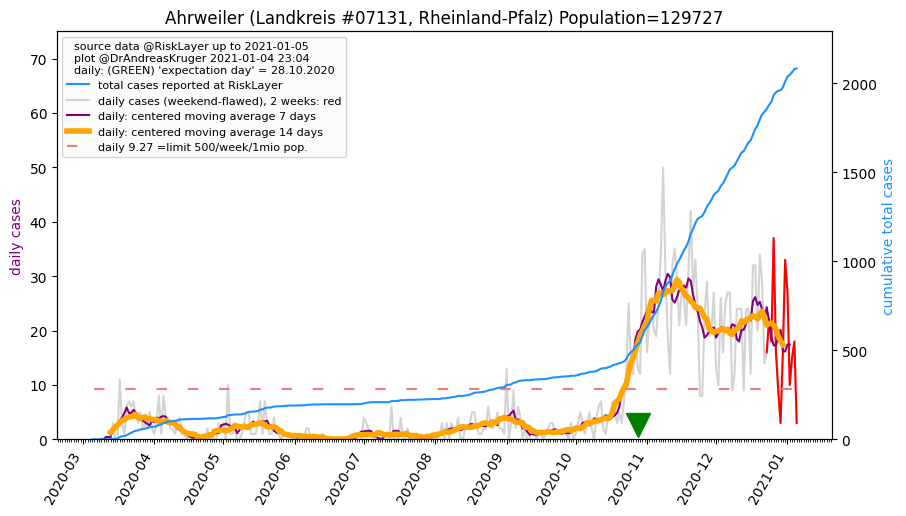 Ahrweiler (Landkreis #07131, Rheinland-Pfalz) Population=129727
source data @RiskLayer up to 2021-01-05
plot @DrAndreasKruger 2021-01-04 23:04
daily: (GREEN) 'expectation day' = 28.10.2020
total cases reported at RiskLayer
daily cases (weekend-flawed), 2 weeks: red
daily: centered moving average 7 days
daily: centered moving average 14 days
daily 9.27 =limit 500/week/1mio pop.
daily cases
70
60
50
40
30
20
10
0
cumulative total cases
2000
1500
1000
500
0
2020-03
2020-04
2020-05
2020-06
2020-07
2020-08
2020-09
2020-10
2020-11
2020-12
2021-01